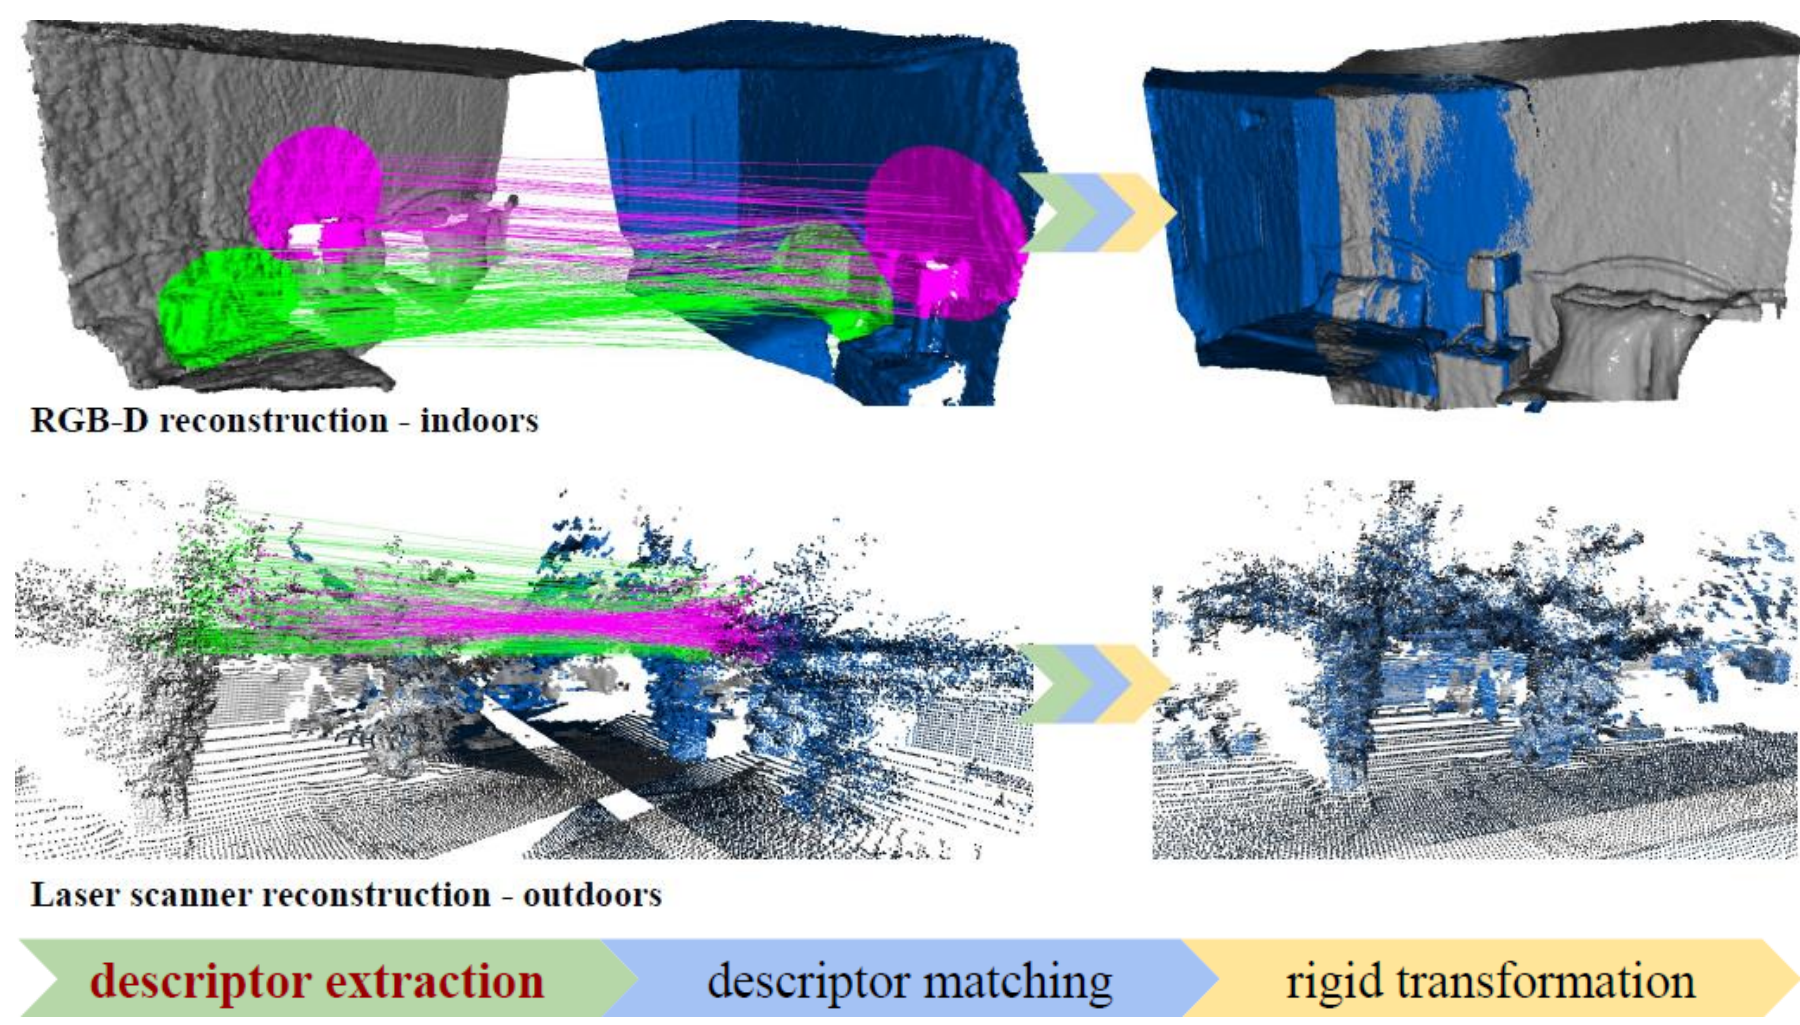 RGB-D reconstruction - indoors
Laser scanner reconstruction - outdoors
descriptor extraction
descriptor matching
rigid transformation